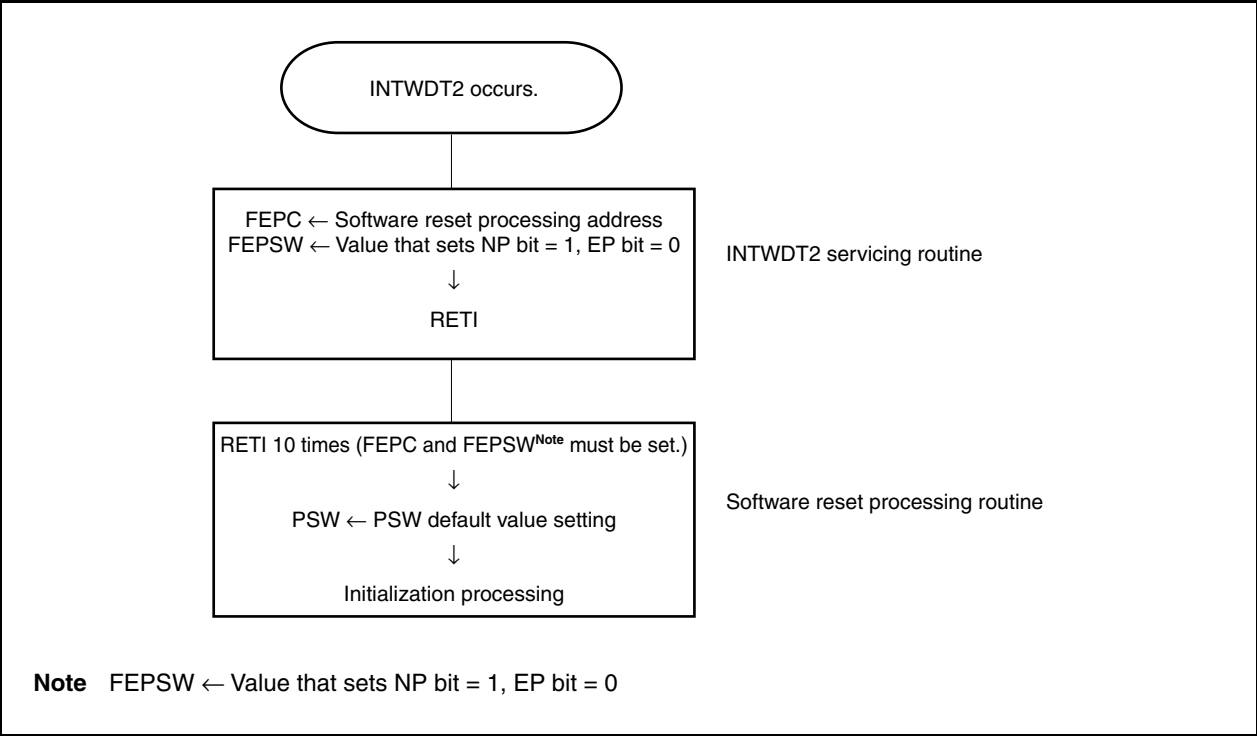 INTWDT2 occurs.
FEPC ← Software reset processing address
FEPSW ← Value that sets NP bit = 1, EP bit = 0
↓
RETI
INTWDT2 servicing routine
RETI 10 times (FEPC and FEPSWNote must be set.)
↓
PSW ← PSW default value setting
↓
Initialization processing
Software reset processing routine
Note FEPSW ← Value that sets NP bit = 1, EP bit = 0